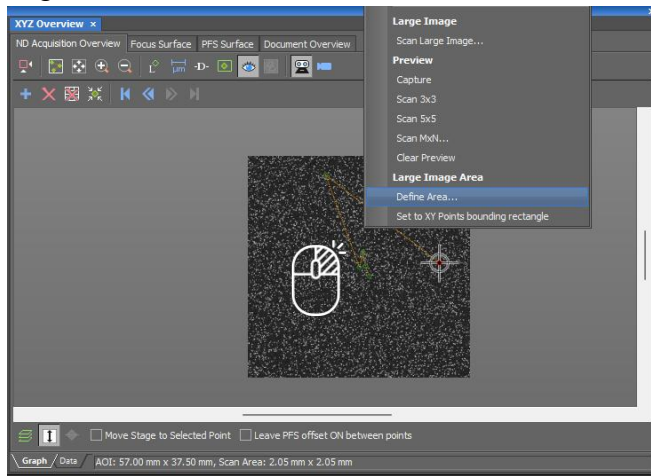 XYZ Overview ×
ND Acquisition Overview Focus Surface PFS Surface Document Overview
-D-
Large Image
Scan Large Image...
Preview
Capture
Scan 3x3
Scan 5x5
Scan MxN...
Clear Preview
Large Image Area
Define Area...
Set to XY Points bounding rectangle
Move Stage to Selected Point Leave PFS offset ON between points
Graph Data AOI: 57.00 mm x 37.50 mm, Scan Area: 2.05 mm x 2.05 mm